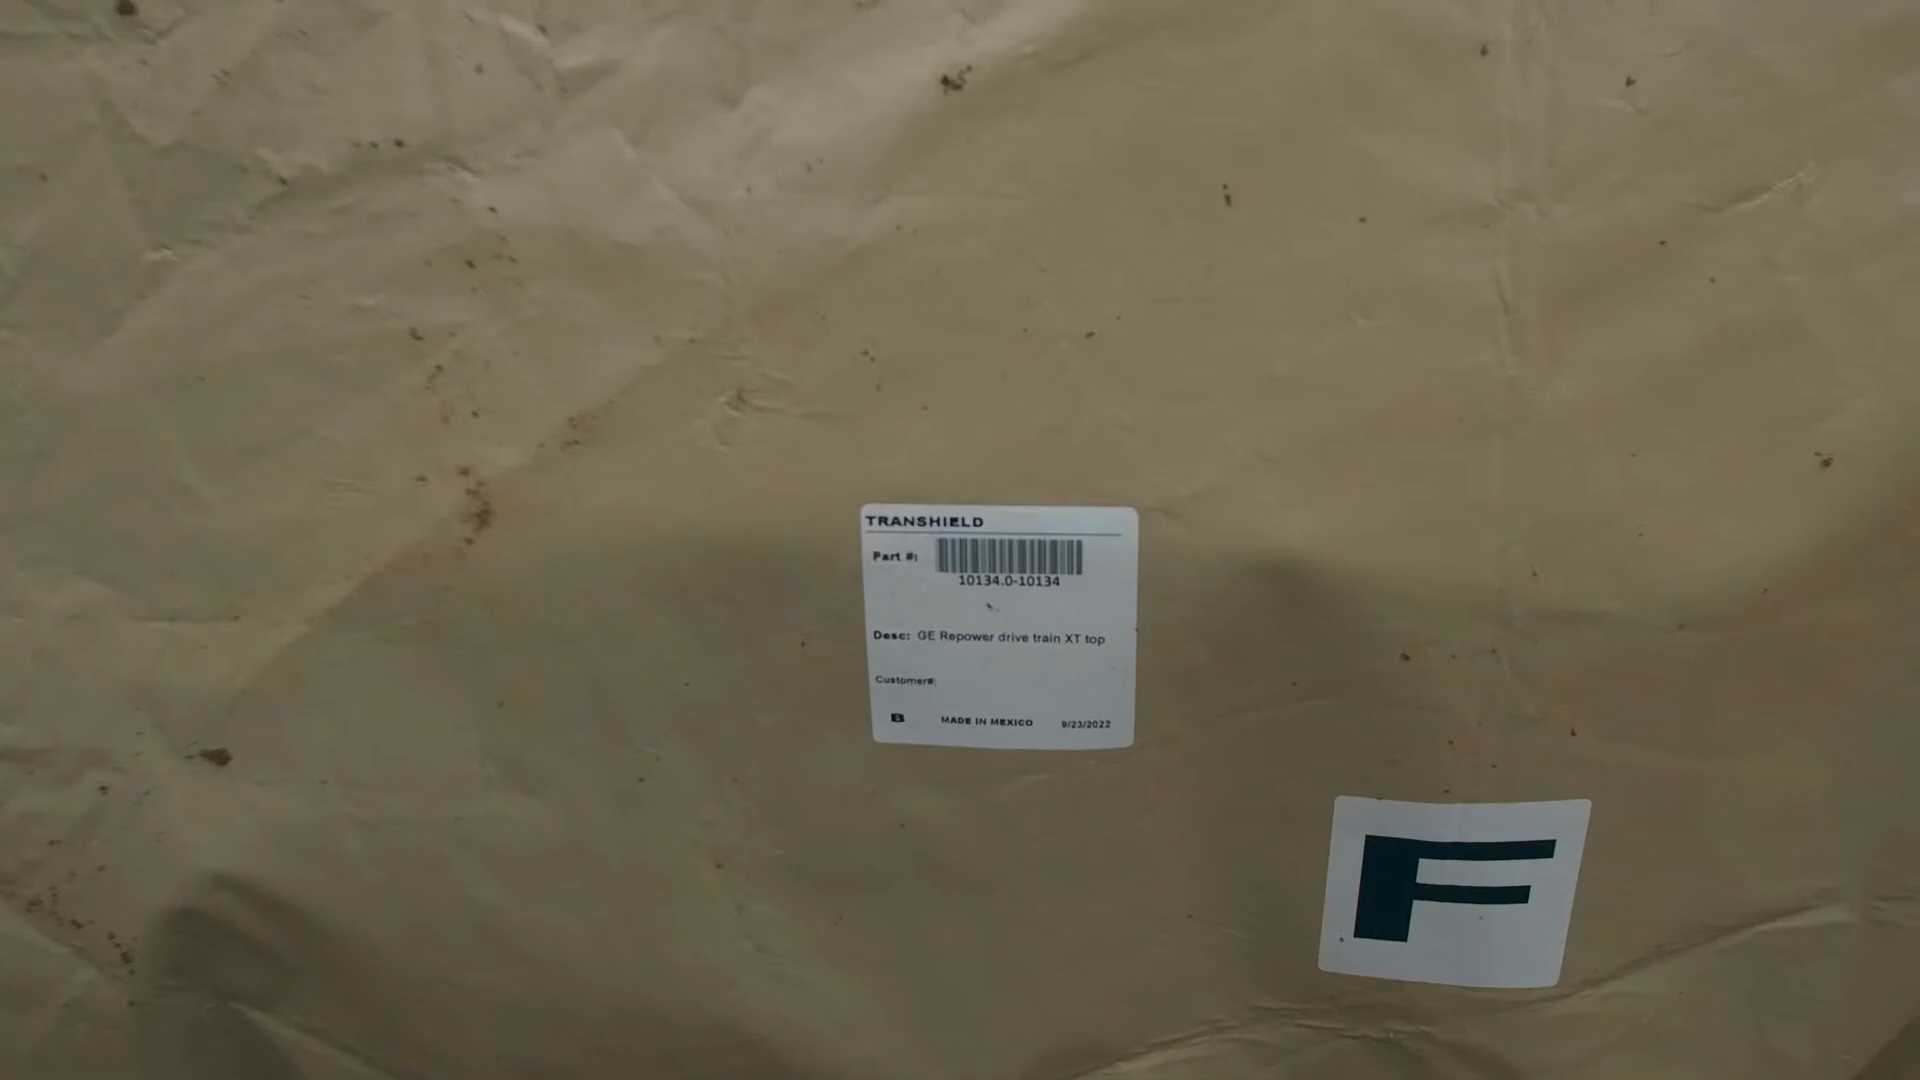 TRANSHIELD
Part #:
10134.0-10134
Desc: GE Repower drive train XT top
Customer#:
B MADE IN MEXICO 9/23/2022
F